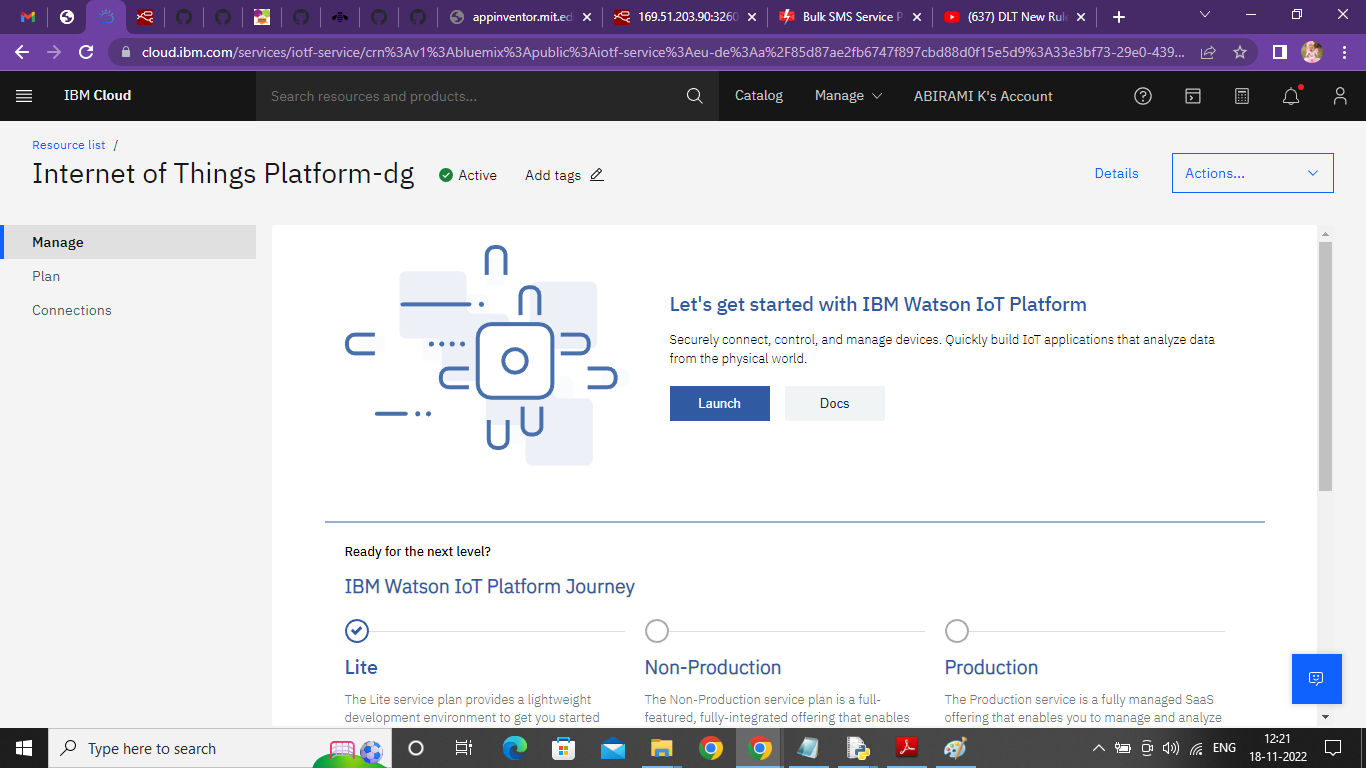 appinventor.mit.ed
169.51.203.90:3260
Bulk SMS Service P
(637) DLT New Rul
cloud.ibm.com/services/iotf-service/crn%3Av1%3Abluemix%3Apublic%3Aiotf-service%3Aeu-de%3Aa%2F85d87ae2fb6747f897cbd88d0f15e5d9%3A33e3bf73-29e0-439...
IBM Cloud
Search resources and products...
Catalog
Manage
ABIRAMI K's Account
Resource list /
Internet of Things Platform-dg
Active
Add tags
Details
Actions...
Manage
Plan
Connections
Let's get started with IBM Watson IoT Platform
Securely connect, control, and manage devices. Quickly build IoT applications that analyze data
from the physical world.
Launch
Docs
Ready for the next level?
IBM Watson IoT Platform Journey
Lite
Non-Production
Production
The Lite service plan provides a lightweight
development environment to get you started
The Non-Production service plan is a full-
featured, fully-integrated offering that enables
The Production service is a fully managed SaaS
offering that enables you to manage and analyze
Type here to search
ENG
12:21
18-11-2022